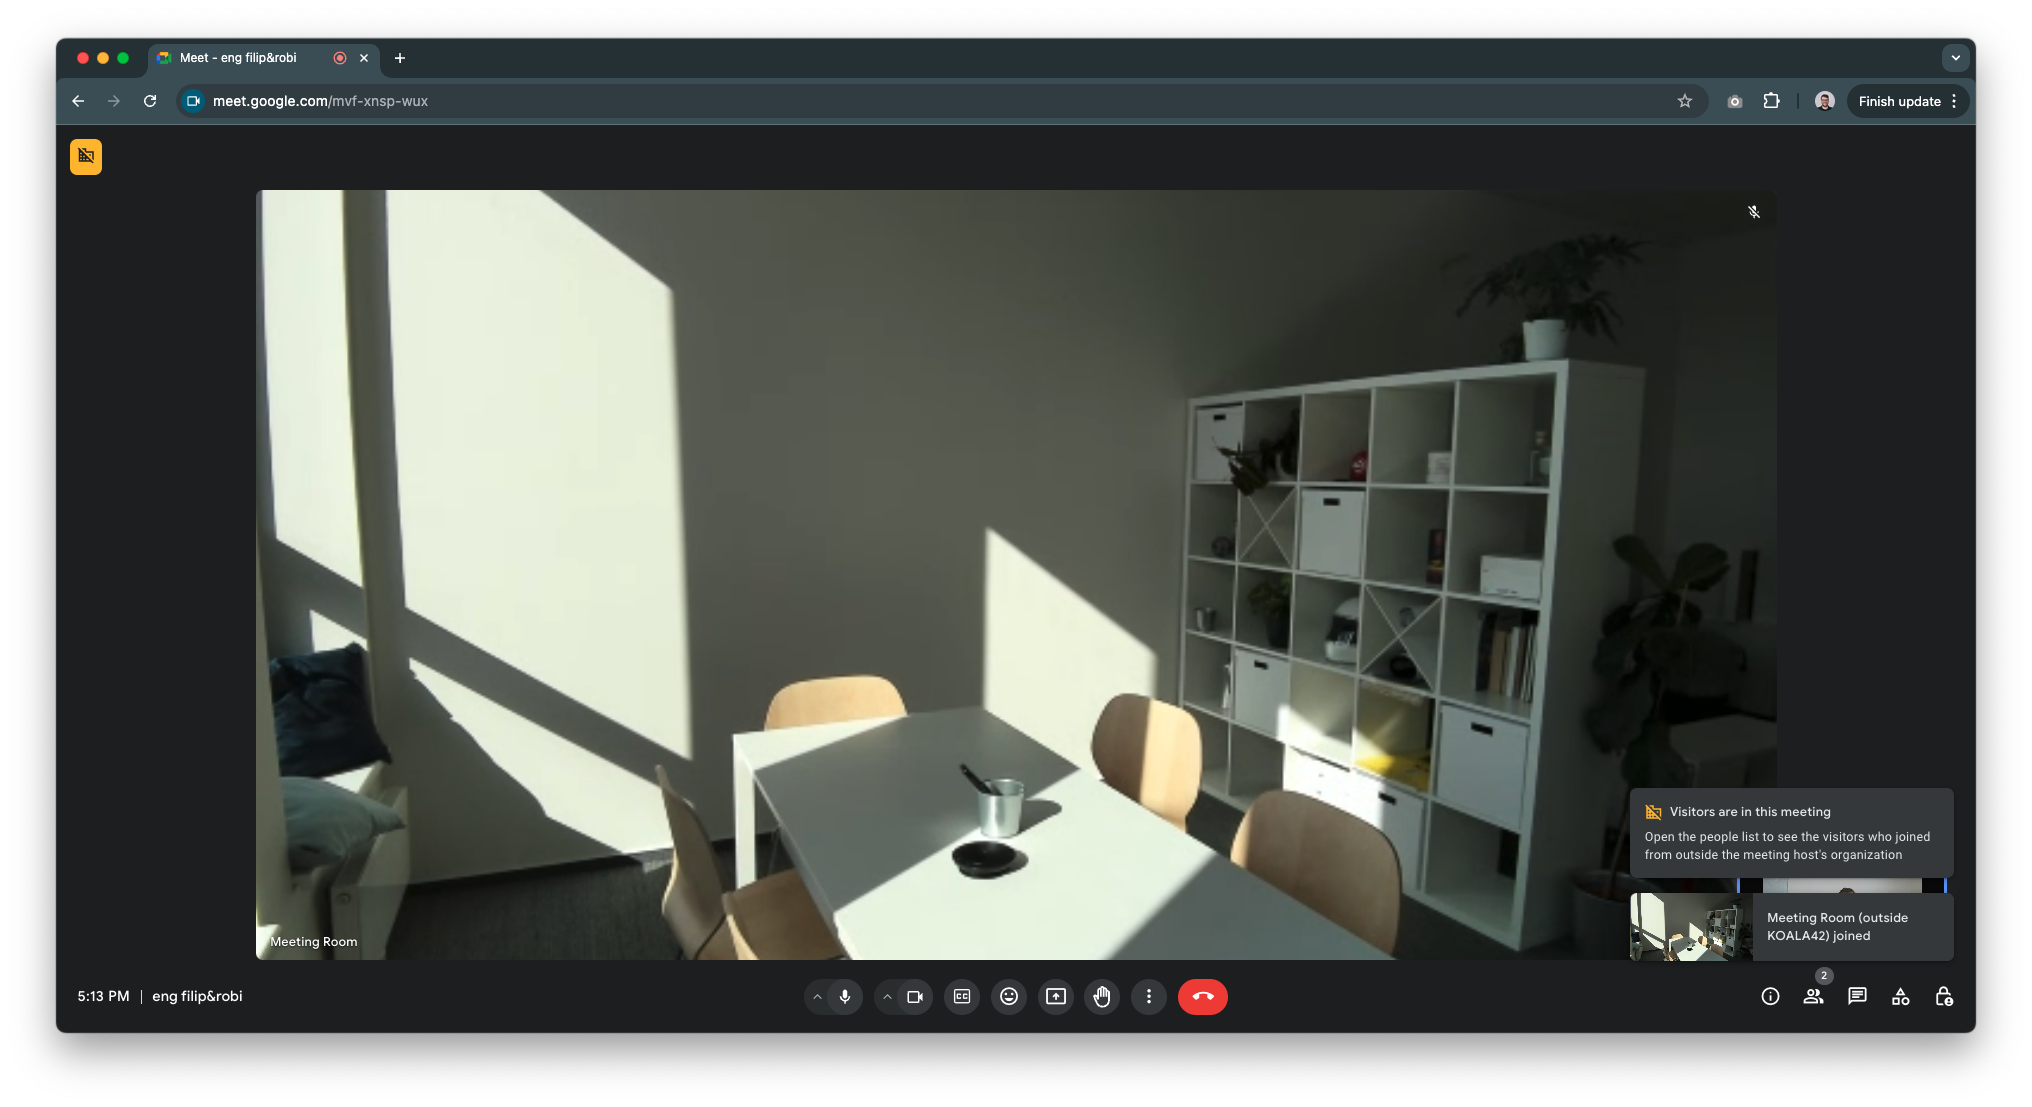 Meet - eng filip&robi
meet.google.com/mvf-xnsp-wux
Finish update
Meeting Room
Visitors are in this meeting
Open the people list to see the visitors who joined
from outside the meeting host's organization
Meeting Room (outside
KOALA42) joined
5:13 PM | eng filip&robi
CC
2